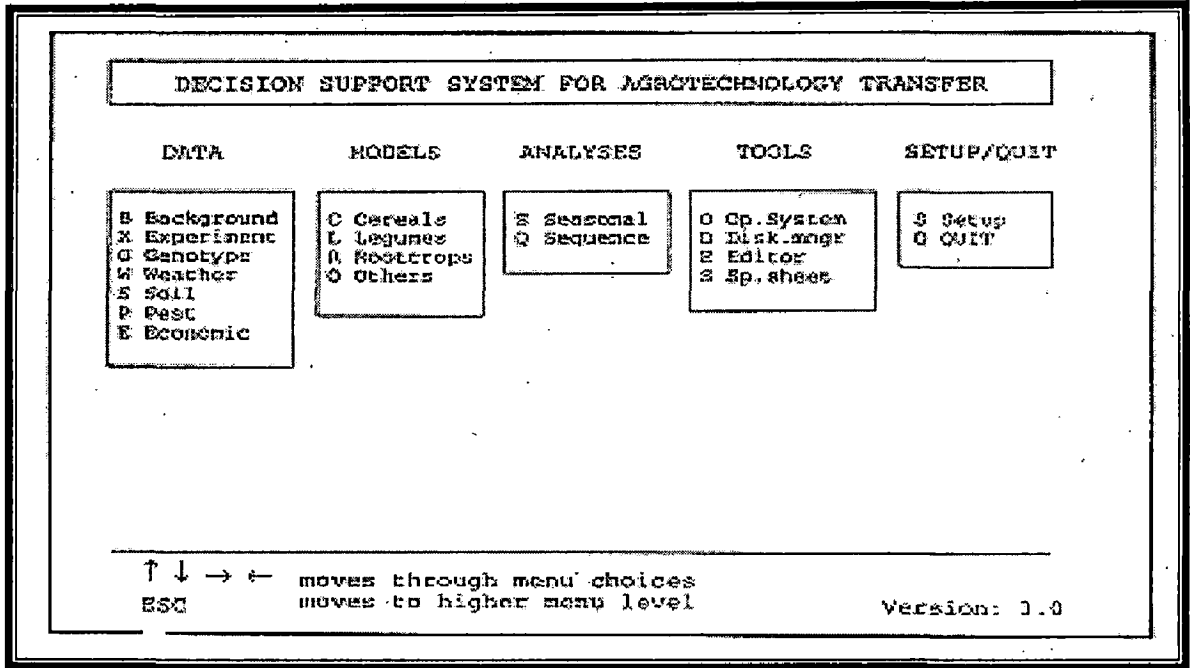 DECISION SUPPORT SYSTEM FOR AGROTECHNOLOGY TRANSFER
DATA
B Background
X Experiment
G Genotype
W Weather
S Soil
P Pest
E Economic
MODELS
C Cereals
L Legumes
R Rootcrops
O Others
ANALYSES
S Seasonal
Q Sequence
TOOLS
O Op.System
D Disk.mngr
E Editor
S Sp.sheet
SETUP/QUIT
S Setup
Q QUIT
↑ ↓ → ← moves through menu choices
ESC moves to higher menu level
Version: 3.0